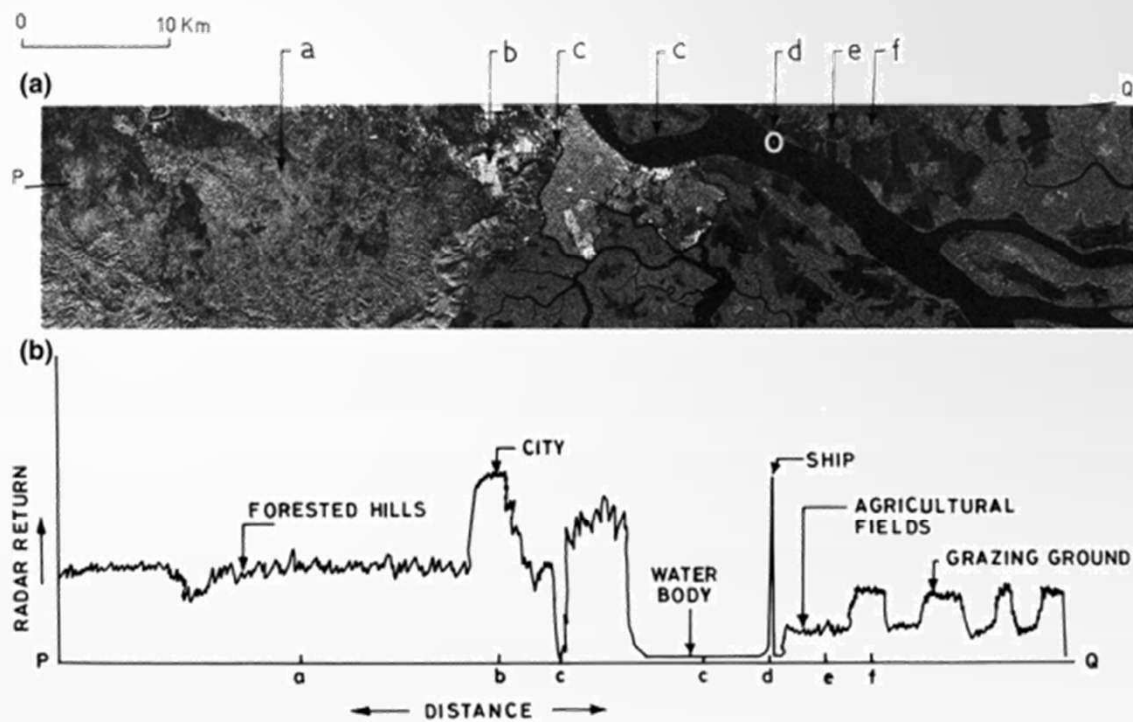 0 10 Km
a b c c d e f
(a)
Q
P
(b)
CITY
SHIP
FORESTED HILLS
AGRICULTURAL
FIELDS
GRAZING GROUND
WATER
BODY
RADAR RETURN
P Q
a b c c d e f
DISTANCE